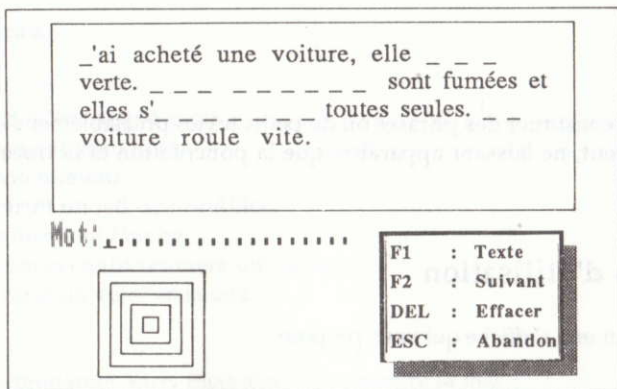 _'ai acheté une voiture, elle _ _ _
verte. _ _ _ _ _ _ _ _ _ _ sont fumées et
elles s' toutes seules.
voiture roule vite.
Mot:
F1 : Texte
F2 : Suivant
DEL : Effacer
ESC : Abandon